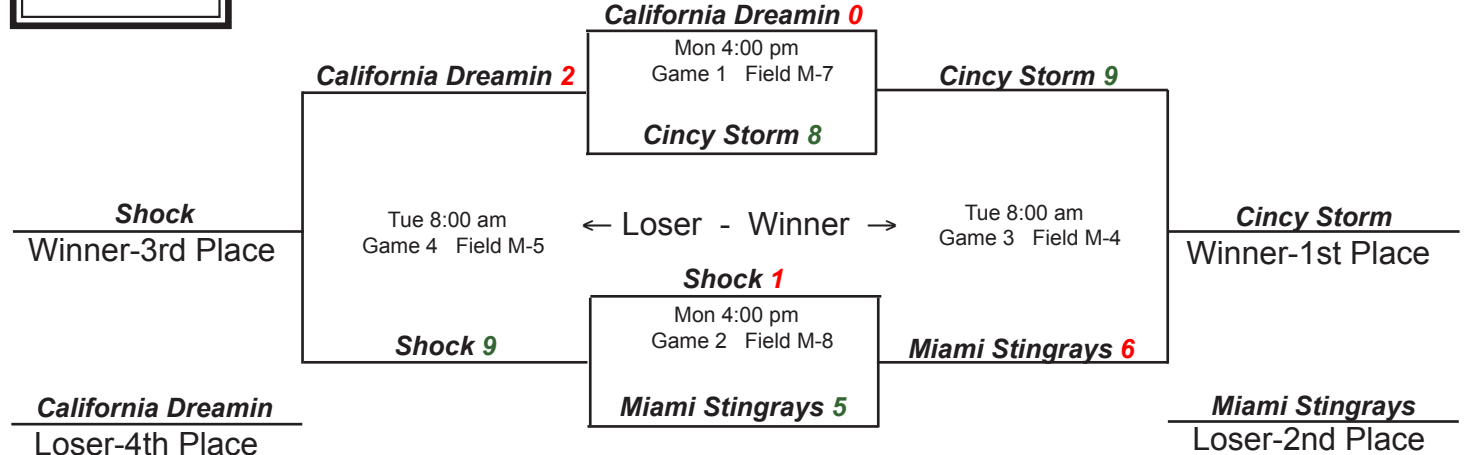 California Dreamin 0
Mon 4:00 pm
Game 1 Field M-7
California Dreamin 2
Cincy Storm 9
Cincy Storm 8
Shock
Winner-3rd Place
Tue 8:00 am
Game 4 Field M-5
← Loser - Winner →
Tue 8:00 am
Game 3 Field M-4
Cincy Storm
Winner-1st Place
Shock 1
Mon 4:00 pm
Game 2 Field M-8
Shock 9
Miami Stingrays 6
Miami Stingrays 5
California Dreamin
Loser-4th Place
Miami Stingrays
Loser-2nd Place